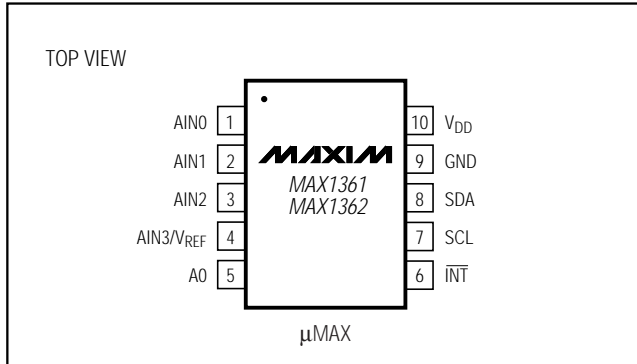 TOP VIEW
AIN0 1
AIN1 2
AIN2 3
AIN3/VREF 4
A0 5
MAXIM
MAX1361
MAX1362
10 VDD
9 GND
8 SDA
7 SCL
6 I̅N̅T̅
µMAX